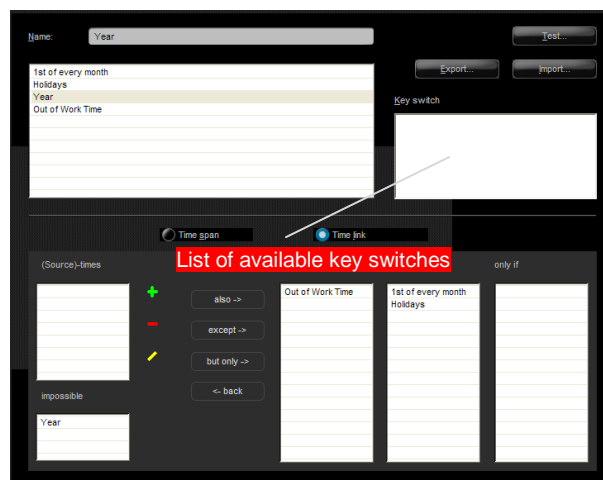 Name:
Year
Test...
Export...
Import...
1st of every month
Holidays
Year
Out of Work Time
Key switch
Time span
Time link
List of available key switches
(Source)-times
only if
also ->
except ->
but only ->
<- back
Out of Work Time
1st of every month
Holidays
impossible
Year